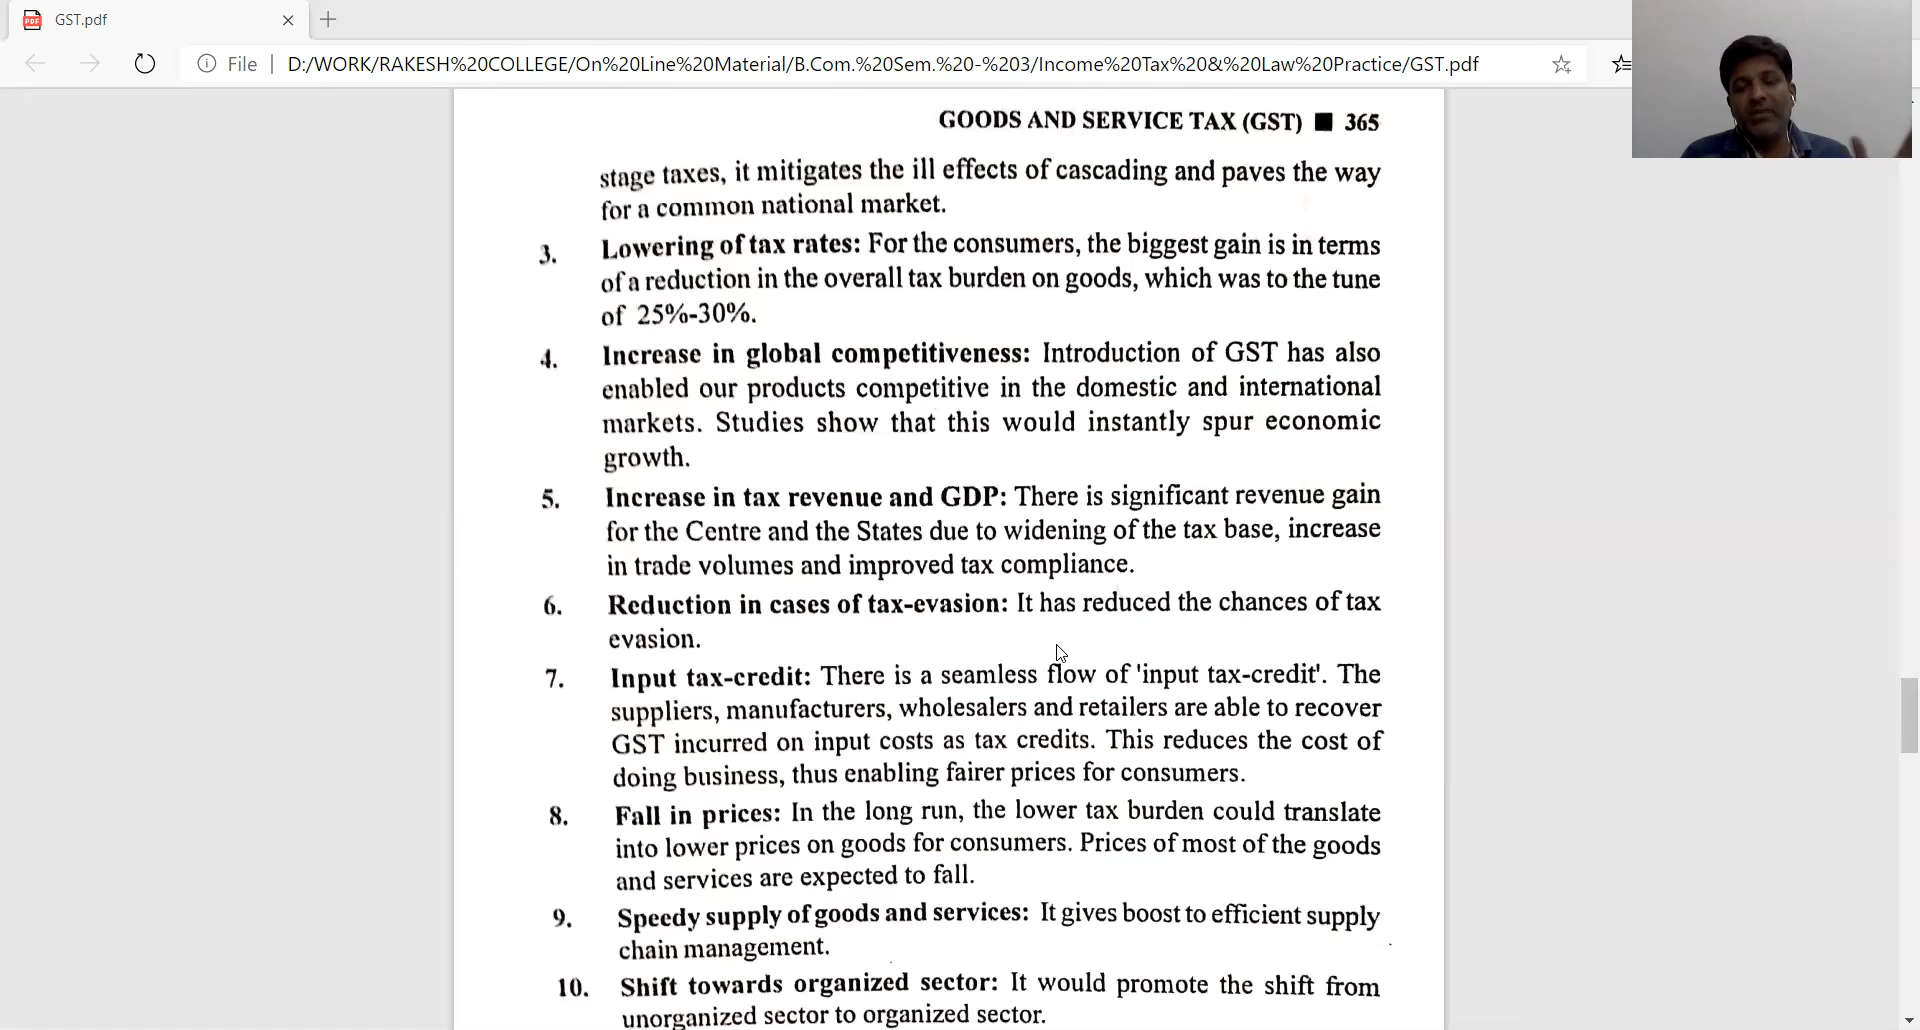 GST.pdf
File | D:/WORK/RAKESH%20COLLEGE/On%20Line%20Material/B.Com.%20Sem.%20-%203/Income%20Tax%20&%20Law%20Practice/GST.pdf
GOODS AND SERVICE TAX (GST) ■ 365
stage taxes, it mitigates the ill effects of cascading and paves the way
for a common national market.
3. Lowering of tax rates: For the consumers, the biggest gain is in terms
of a reduction in the overall tax burden on goods, which was to the tune
of 25%-30%.
4. Increase in global competitiveness: Introduction of GST has also
enabled our products competitive in the domestic and international
markets. Studies show that this would instantly spur economic
growth.
5. Increase in tax revenue and GDP: There is significant revenue gain
for the Centre and the States due to widening of the tax base, increase
in trade volumes and improved tax compliance.
6. Reduction in cases of tax-evasion: It has reduced the chances of tax
evasion.
7. Input tax-credit: There is a seamless flow of 'input tax-credit'. The
suppliers, manufacturers, wholesalers and retailers are able to recover
GST incurred on input costs as tax credits. This reduces the cost of
doing business, thus enabling fairer prices for consumers.
8. Fall in prices: In the long run, the lower tax burden could translate
into lower prices on goods for consumers. Prices of most of the goods
and services are expected to fall.
9. Speedy supply of goods and services: It gives boost to efficient supply
chain management.
10. Shift towards organized sector: It would promote the shift from
unorganized sector to organized sector.